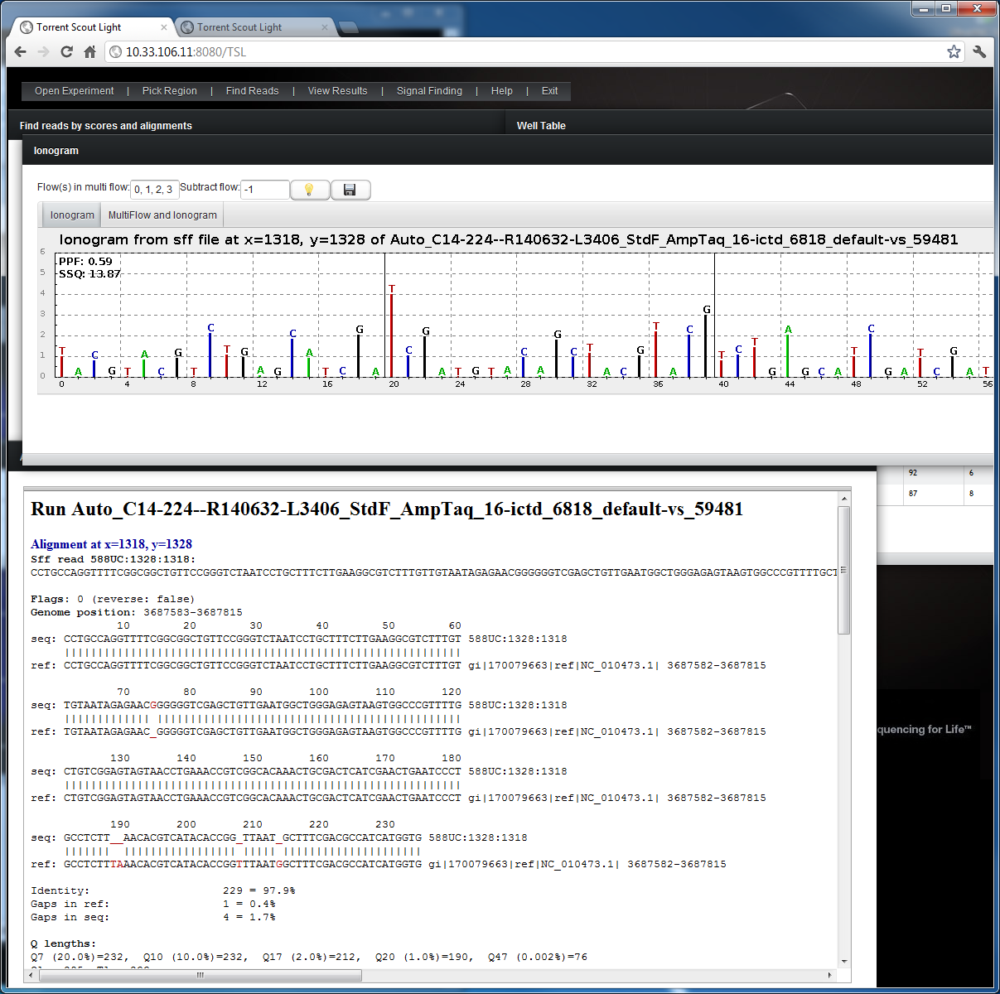 Torrent Scout Light
Torrent Scout Light
10.33.106.11:8080/TSL
Open Experiment | Pick Region | Find Reads | View Results | Signal Finding | Help | Exit
Find reads by scores and alignments
Well Table
Ionogram
Flow(s) in multi flow: 0, 1, 2, 3 Subtract flow: -1
Ionogram MultiFlow and Ionogram
Ionogram from sff file at x=1318, y=1328 of Auto_C14-224--R140632-L3406_StdF_AmpTaq_16-ictd_6818_default-vs_59481
PPF: 0.59
SSQ: 13.87
6
5
4
3
2
1
0
T A C G T A C G T C T G A G C A T C G A T C G A T G T A C A G C T A C G T A C G T C T G A G C A T C G A T C G A T
0 4 8 12 16 20 24 28 32 36 40 44 48 52 56
92 6
87 8
Run Auto_C14-224--R140632-L3406_StdF_AmpTaq_16-ictd_6818_default-vs_59481
Alignment at x=1318, y=1328
Sff read 588UC:1328:1318:
CCTGCCAGGTTTTCGGCGGCTGTTCCGGGTCTAATCCTGCTTTCTTGAAGGCGTCTTTGTTGTAATAGAGAACGGGGGGTCGAGCTGTTGAATGGCTGGGAGAGTAAGTGGCCCGTTTTGCT
Flags: 0 (reverse: false)
Genome position: 3687583-3687815
10 20 30 40 50 60
seq: CCTGCCAGGTTTTCGGCGGCTGTTCCGGGTCTAATCCTGCTTTCTTGAAGGCGTCTTTGT 588UC:1328:1318
||||||||||||||||||||||||||||||||||||||||||||||||||||||||||||
ref: CCTGCCAGGTTTTCGGCGGCTGTTCCGGGTCTAATCCTGCTTTCTTGAAGGCGTCTTTGT gi|170079663|ref|NC_010473.1| 3687582-3687815
70 80 90 100 110 120
seq: TGTAATAGAGAACGGGGGGTCGAGCTGTTGAATGGCTGGGAGAGTAAGTGGCCCGTTTTG 588UC:1328:1318
||||||||||||| ||||||||||||||||||||||||||||||||||||||||||||||
ref: TGTAATAGAGAAC_GGGGGTCGAGCTGTTGAATGGCTGGGAGAGTAAGTGGCCCGTTTTG gi|170079663|ref|NC_010473.1| 3687582-3687815
130 140 150 160 170 180
seq: CTGTCGGAGTAGTAACCTGAAACCGTCGGCACAAACTGCGACTCATCGAACTGAATCCCT 588UC:1328:1318
||||||||||||||||||||||||||||||||||||||||||||||||||||||||||||
ref: CTGTCGGAGTAGTAACCTGAAACCGTCGGCACAAACTGCGACTCATCGAACTGAATCCCT gi|170079663|ref|NC_010473.1| 3687582-3687815
190 200 210 220 230
seq: GCCTCTT__AACACGTCATACACCGG_TTAAT_GCTTTCGACGCCATCATGGTG 588UC:1328:1318
||||||| ||||||||||||||||| ||||| |||||||||||||||||||||
ref: GCCTCTTTAAACACGTCATACACCGGTTTAATGGCTTTCGACGCCATCATGGTG gi|170079663|ref|NC_010473.1| 3687582-3687815
Identity: 229 = 97.9%
Gaps in ref: 1 = 0.4%
Gaps in seq: 4 = 1.7%
Q lengths:
Q7 (20.0%)=232, Q10 (10.0%)=232, Q17 (2.0%)=212, Q20 (1.0%)=190, Q47 (0.002%)=76
quencing for Life™